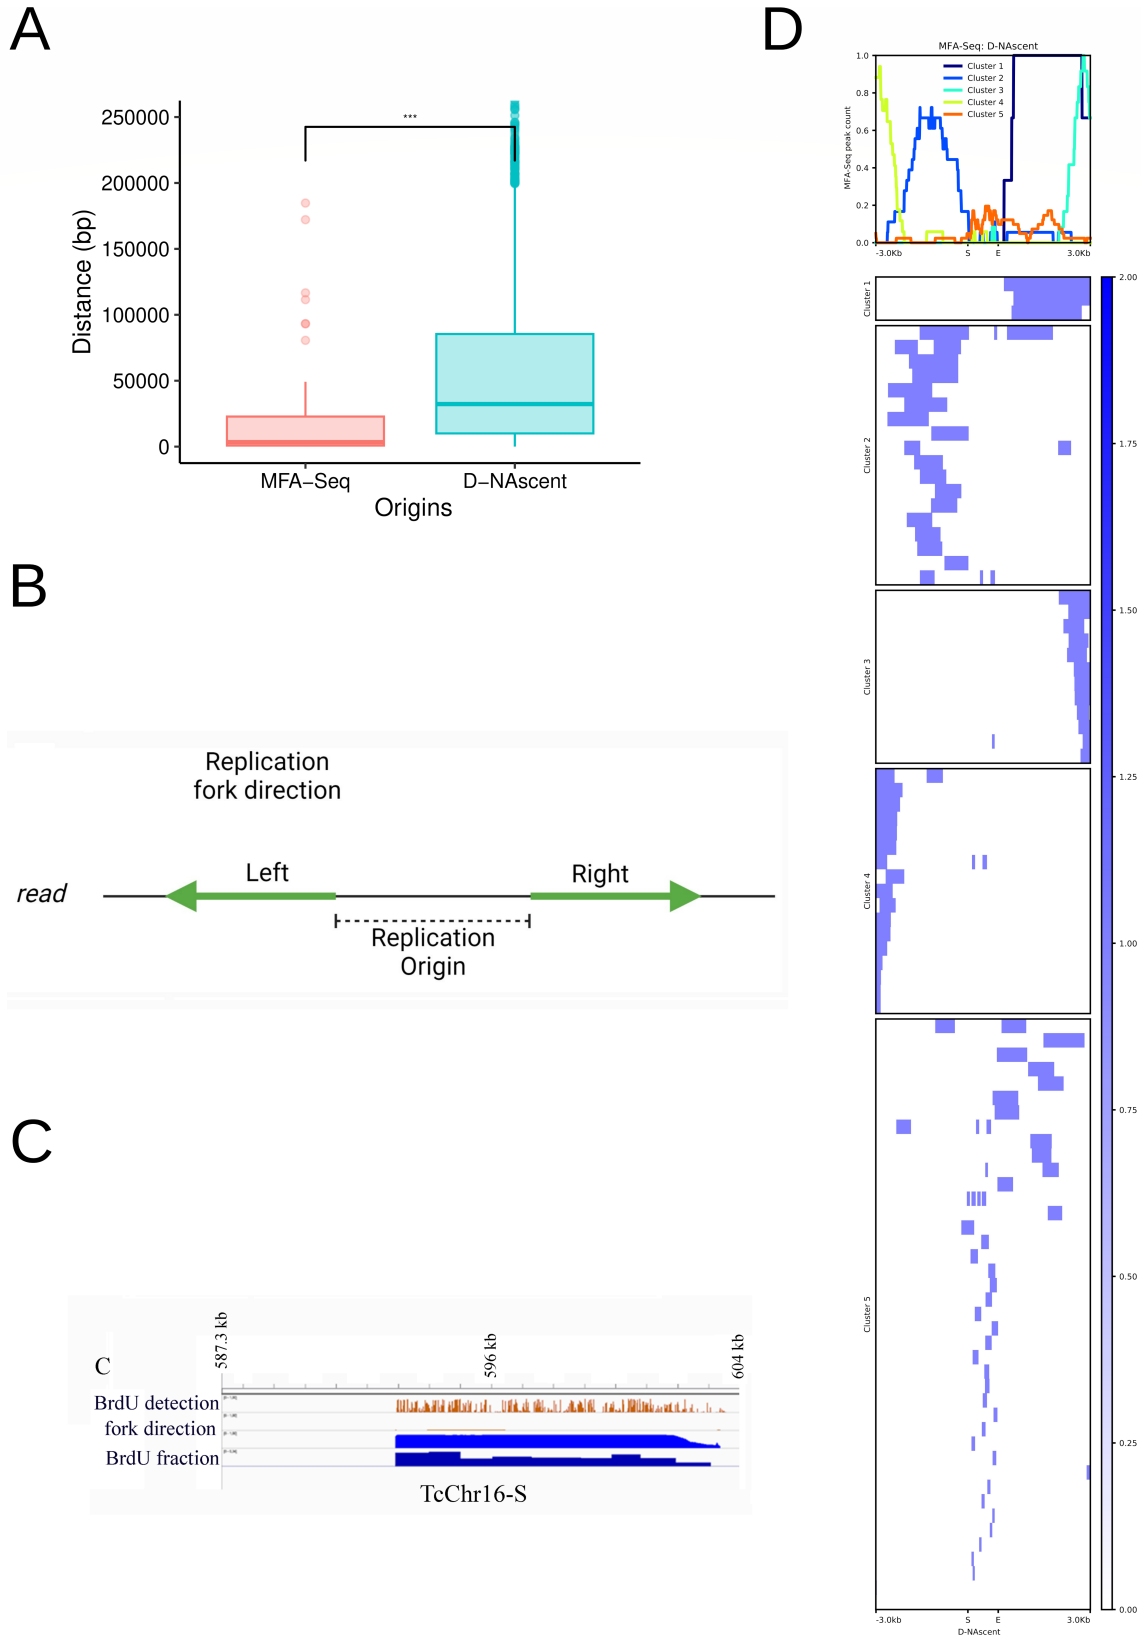 A
250000
200000
150000
100000
50000
0
Distance (bp)
***
MFA-Seq
D-NAscent
Origins
B
Replication
fork direction
read
Left
Right
Replication
Origin
C
587.3 kb
596 kb
604 kb
C
BrdU detection
fork direction
BrdU fraction
TcChr16-S
D
MFA-Seq: D-NAscent
1.0
0.8
0.6
0.4
0.2
0.0
MFA-Seq peak count
Cluster 1
Cluster 2
Cluster 3
Cluster 4
Cluster 5
-3.0Kb
S
E
3.0Kb
Cluster 1
Cluster 2
Cluster 3
Cluster 4
Cluster 5
-3.0kb
S
E
3.0Kb
D-NAscent
2.00
1.75
1.50
1.25
1.00
0.75
0.50
0.25
0.00